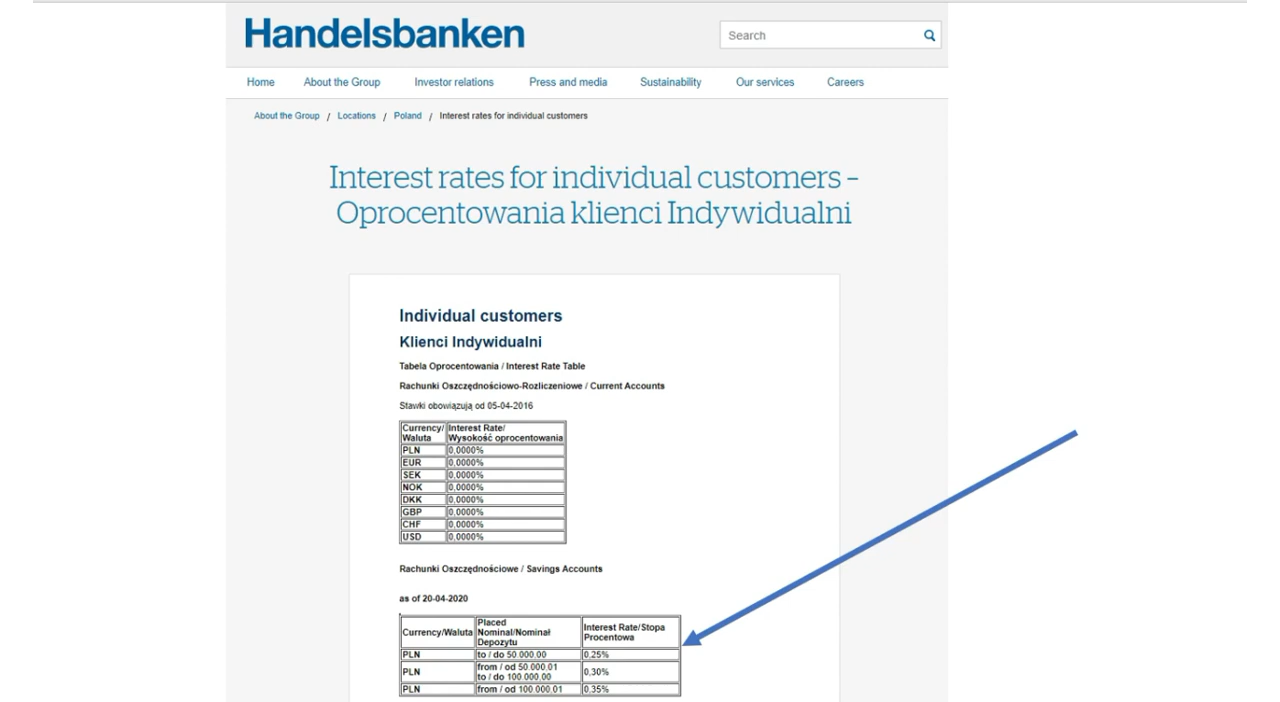 Handelsbanken
Search
Home About the Group Investor relations Press and media Sustainability Our services Careers
About the Group / Locations / Poland / Interest rates for individual customers
Interest rates for individual customers –
Oprocentowania klienci Indywidualni
Individual customers
Klienci Indywidualni
Tabela Oprocentowania / Interest Rate Table
Rachunki Oszczędnościowo-Rozliczeniowe / Current Accounts
Stawki obowiązują od 05-04-2016
Currency/ Interest Rate/
Waluta Wysokość oprocentowania
PLN 0,0000%
EUR 0,0000%
SEK 0,0000%
NOK 0,0000%
DKK 0,0000%
GBP 0,0000%
CHF 0,0000%
USD 0,0000%
Rachunki Oszczędnościowe / Savings Accounts
as of 20-04-2020
Currency/Waluta Placed Nominal/Nominał Depozytu Interest Rate/Stopa Procentowa
PLN to / do 50.000,00 0,25%
PLN from / od 50.000,01 to / do 100.000,00 0,30%
PLN from / od 100.000,01 0,35%